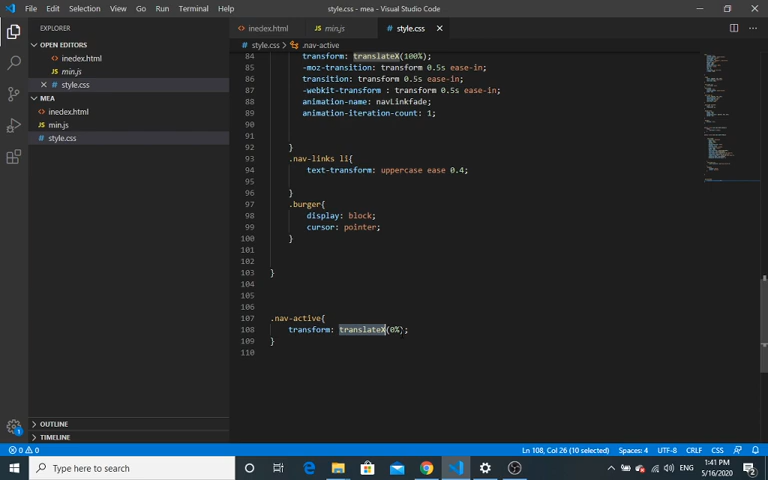 File Edit Selection View Go Run Terminal Help
style.css - mea - Visual Studio Code
EXPLORER
OPEN EDITORS
inedex.html
min.js
style.css
MEA
inedex.html
min.js
style.css
OUTLINE
TIMELINE
inedex.html min.js style.css
style.css > .nav-active
84 transform: translateX(100%);
85 -moz-transition: transform 0.5s ease-in;
86 transition: transform 0.5s ease-in;
87 -webkit-transform : transform 0.5s ease-in;
88 animation-name: navLinkfade;
89 animation-iteration-count: 1;
90
91
92 }
93 .nav-links li{
94 text-transform: uppercase ease 0.4;
95
96 }
97 .burger{
98 display: block;
99 cursor: pointer;
100 }
101
102
103 }
104
105
106
107 .nav-active{
108 transform: translateX(0%);
109 }
110
0 0 Ln 108, Col 26 (10 selected) Spaces: 4 UTF-8 CRLF CSS
Type here to search
ENG
1:41 PM
5/16/2020